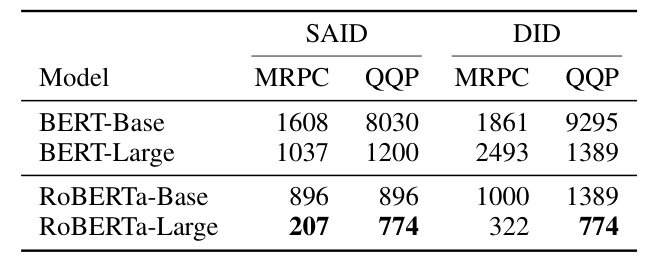 SAID DID
Model MRPC QQP MRPC QQP
BERT-Base 1608 8030 1861 9295
BERT-Large 1037 1200 2493 1389
RoBERTa-Base 896 896 1000 1389
RoBERTa-Large 207 774 322 774